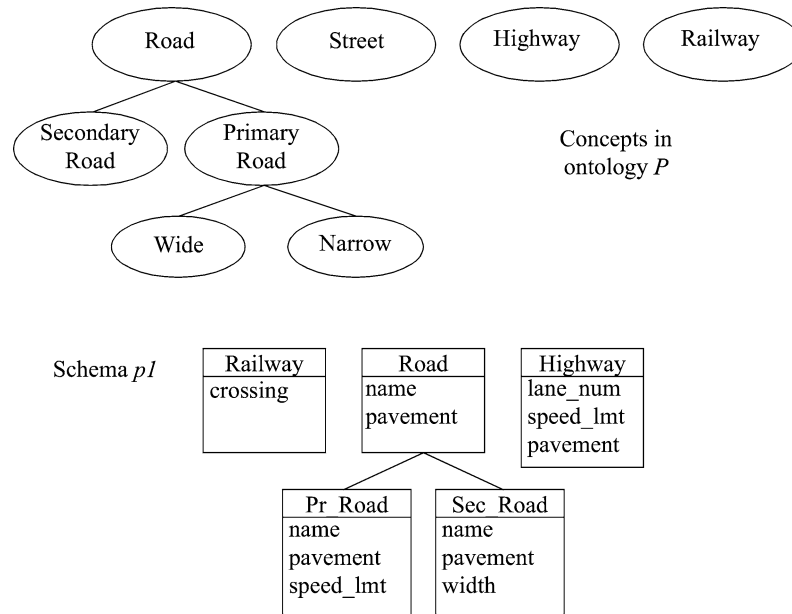 Road
Street
Highway
Railway
Secondary
Road
Primary
Road
Concepts in
ontology P
Wide
Narrow
Schema p1
Railway
crossing
Road
name
pavement
Highway
lane_num
speed_lmt
pavement
Pr_Road
name
pavement
speed_lmt
Sec_Road
name
pavement
width